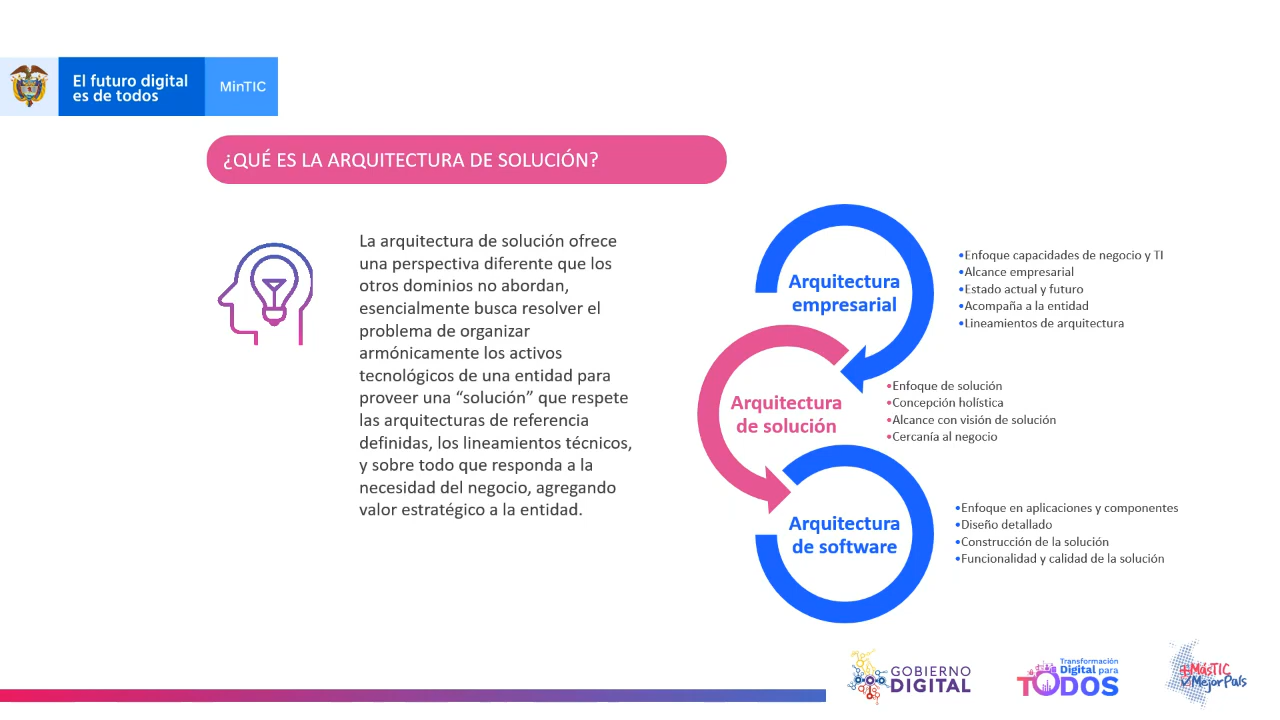 El futuro digital
es de todos
MinTIC
¿QUÉ ES LA ARQUITECTURA DE SOLUCIÓN?
La arquitectura de solución ofrece
una perspectiva diferente que los
otros dominios no abordan,
esencialmente busca resolver el
problema de organizar
armónicamente los activos
tecnológicos de una entidad para
proveer una “solución” que respete
las arquitecturas de referencia
definidas, los lineamientos técnicos,
y sobre todo que responda a la
necesidad del negocio, agregando
valor estratégico a la entidad.
Arquitectura
empresarial
•Enfoque capacidades de negocio y TI
•Alcance empresarial
•Estado actual y futuro
•Acompaña a la entidad
•Lineamientos de arquitectura
Arquitectura
de solución
•Enfoque de solución
•Concepción holística
•Alcance con visión de solución
•Cercanía al negocio
Arquitectura
de software
•Enfoque en aplicaciones y componentes
•Diseño detallado
•Construcción de la solución
•Funcionalidad y calidad de la solución
GOBIERNO
DIGITAL
Transformación
Digital para
TODOS
+MásTIC
✓MejorPaís